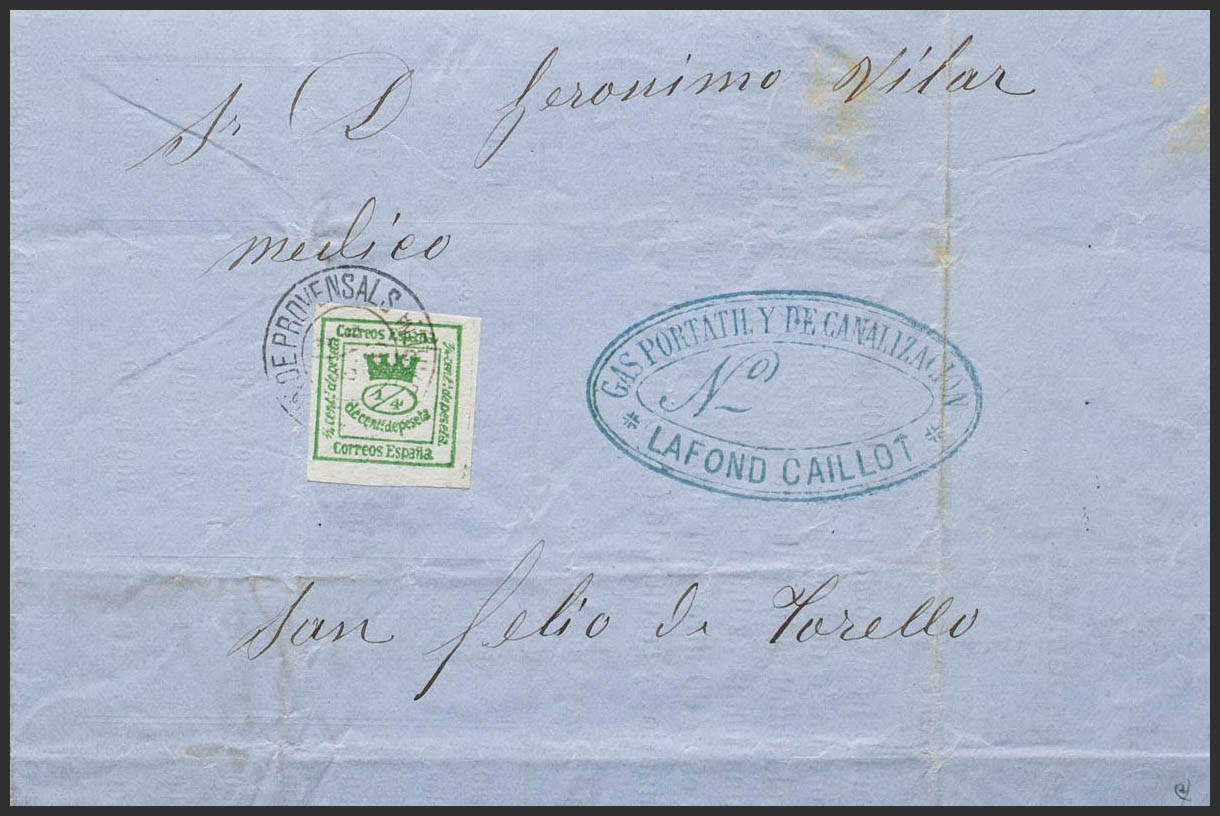 Sr D Geronimo Vilar
medico
DE PROVENSALS
Correos España
1/4 cent.s de peseta
1/4
de cent.s de peseta
1/4 cent.s de peseta
Correos España
GAS PORTATIL Y DE CANALIZACION
No
LAFOND CAILLOT
San Felio de Torello